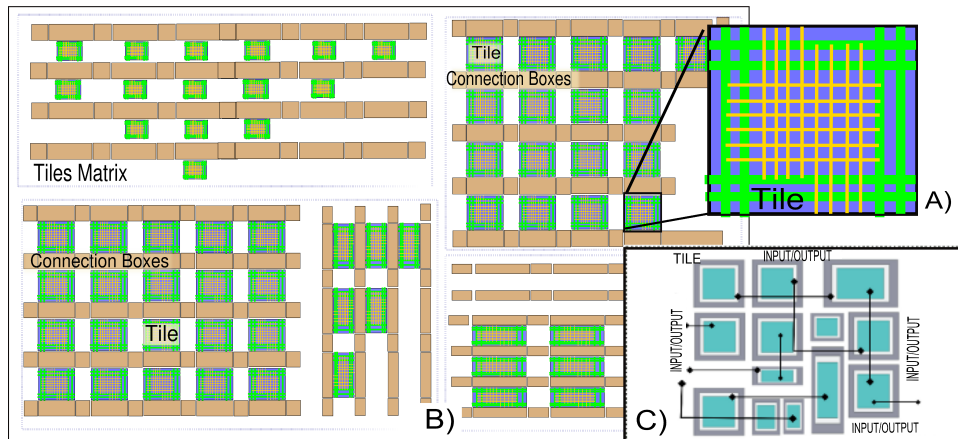 Tiles Matrix
Tile
Connection Boxes
Tile
A)
Connection Boxes
Tile
B)
TILE
INPUT/OUTPUT
INPUT/OUTPUT
INPUT/OUTPUT
INPUT/OUTPUT
C)